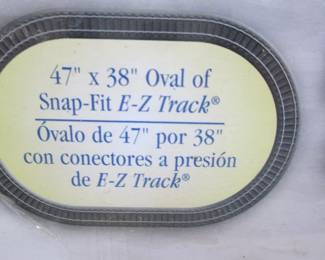 47" x 38" Oval of
Snap-Fit E-Z Track®
Óvalo de 47" por 38"
con conectores a presión
de E-Z Track®